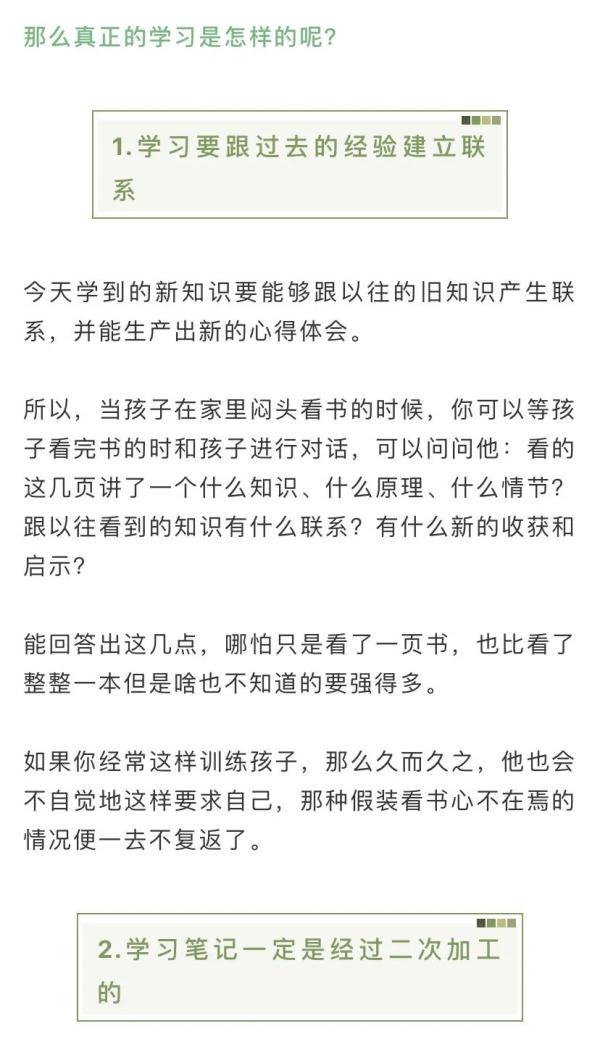 那么真正的学习是怎样的呢？
1.学习要跟过去的经验建立联
系
今天学到的新知识要能够跟以往的旧知识产生联
系，并能生产出新的心得体会。
所以，当孩子在家里闷头看书的时候，你可以等孩
子看完书的时和孩子进行对话，可以问问他：看的
这几页讲了一个什么知识、什么原理、什么情节？
跟以往看到的知识有什么联系？有什么新的收获和
启示？
能回答出这几点，哪怕只是看了一页书，也比看了
整整一本但是啥也不知道的要强得多。
如果你经常这样训练孩子，那么久而久之，他也会
不自觉地这样要求自己，那种假装看书心不在焉的
情况便一去不复返了。
2.学习笔记一定是经过二次加工
的